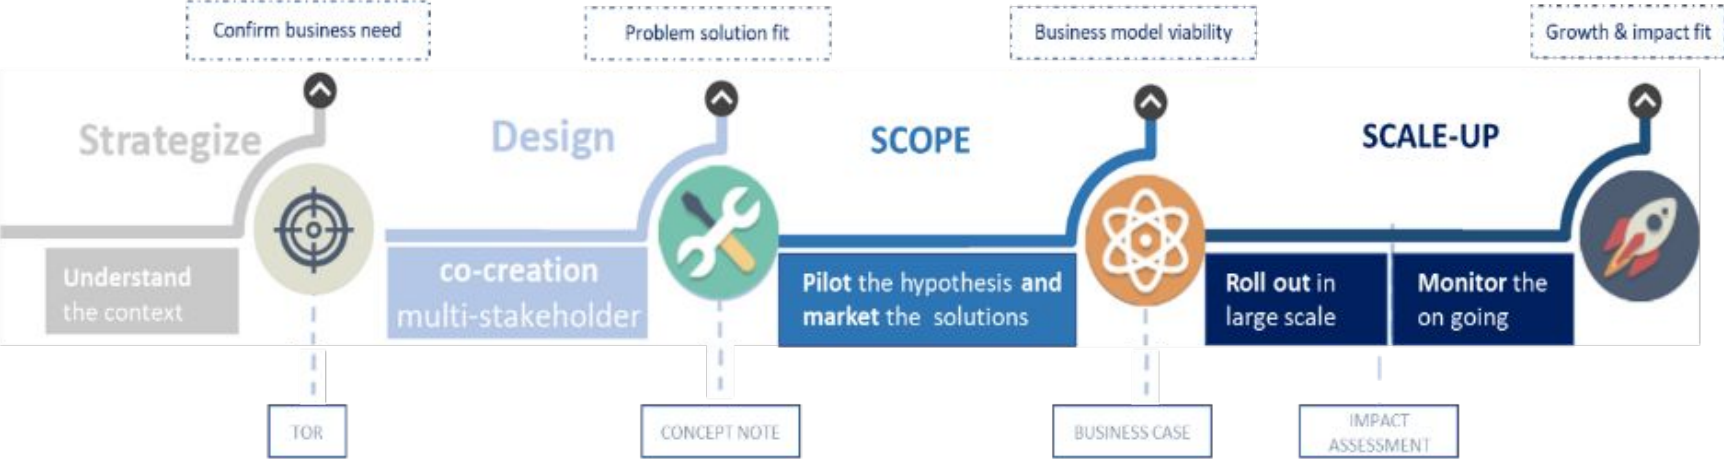 Confirm business need
Problem solution fit
Business model viability
Growth & impact fit
Strategize
Design
SCOPE
SCALE-UP
Understand
the context
co-creation
multi-stakeholder
Pilot the hypothesis and
market the solutions
Roll out in
large scale
Monitor the
on going
TOR
CONCEPT NOTE
BUSINESS CASE
IMPACT
ASSESSMENT